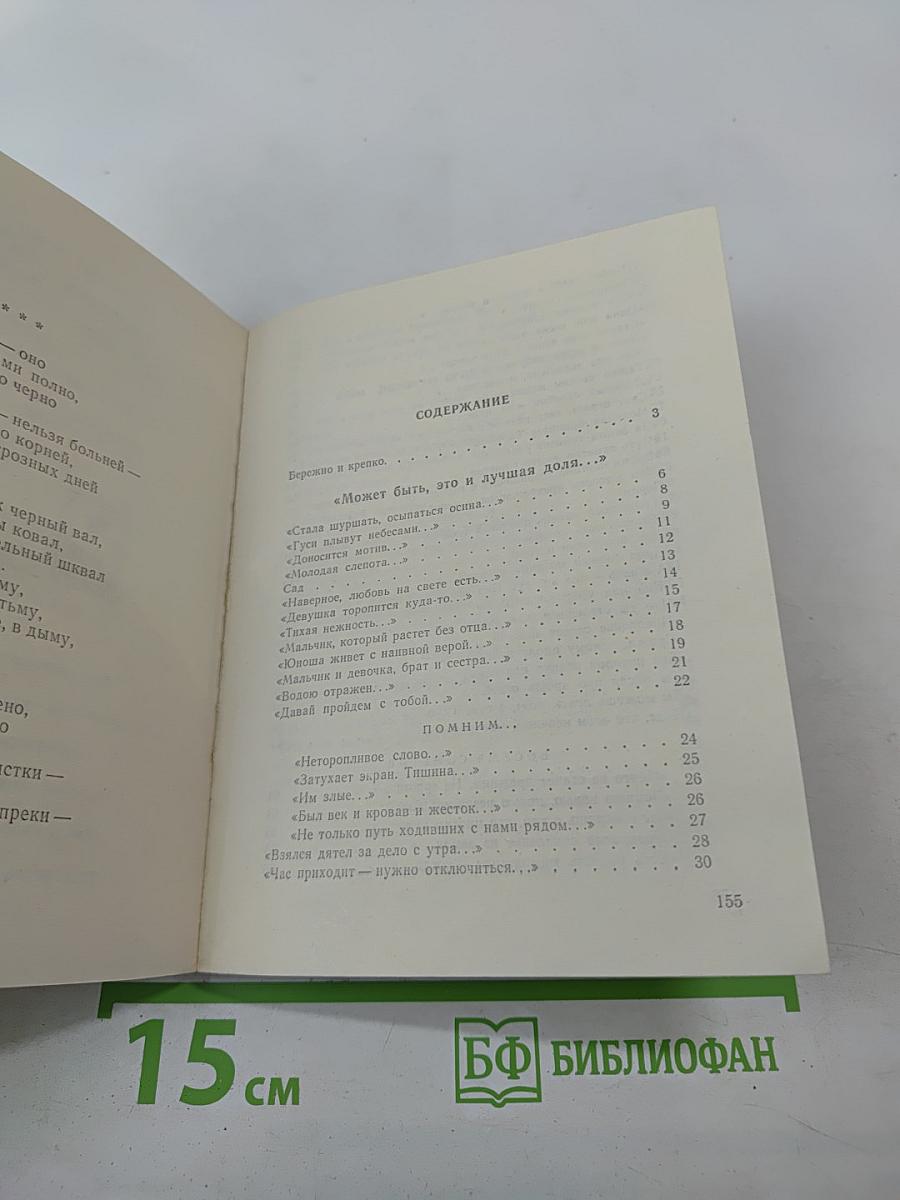 * * *
— оно
ми полно,
о черно
— нельзя больней —
о корней,
грозных дней
к черный вал,
ы ковал,
ельный шквал
му,
тьму,
е, в дыму,
ено,
о
истки —
преки —
СОДЕРЖАНИЕ
Бережно и крепко. . . . . . . . . . . . . . . . 3
«Может быть, это и лучшая доля. . .»
«Стала шуршать, осыпаться осина. . .» . . . . . . . 6
«Гуси плывут небесами. . .» . . . . . . . . . . . 8
«Доносится мотив. . .» . . . . . . . . . . . . . 9
«Молодая слепота. . .» . . . . . . . . . . . . . 11
Сад . . . . . . . . . . . . . . . . . . . 12
«Наверное, любовь на свете есть. . .» . . . . . . . 13
«Девушка торопится куда-то. . .» . . . . . . . . . 14
«Тихая нежность. . .» . . . . . . . . . . . . . 15
«Мальчик, который растет без отца. . .» . . . . . . 17
«Юноша живет с наивной верой. . .» . . . . . . . . 18
«Мальчик и девочка, брат и сестра. . .» . . . . . . 19
«Водою отражен. . .» . . . . . . . . . . . . . . 21
«Давай пройдем с тобой. . .» . . . . . . . . . . 22
ПОМНИМ. . .
«Неторопливое слово. . .» . . . . . . . . . . . 24
«Затухает экран. Тишина. . .» . . . . . . . . . . 25
«Им злые. . .» . . . . . . . . . . . . . . . 26
«Был век и кровав и жесток. . .» . . . . . . . . . 26
«Не только путь ходивших с нами рядом. . .» . . . . 27
«Взялся дятел за дело с утра. . .» . . . . . . . . . 28
«Час приходит — нужно отключиться. . .» . . . . . . . 30
155
15 см
БФ БИБЛИОФАН